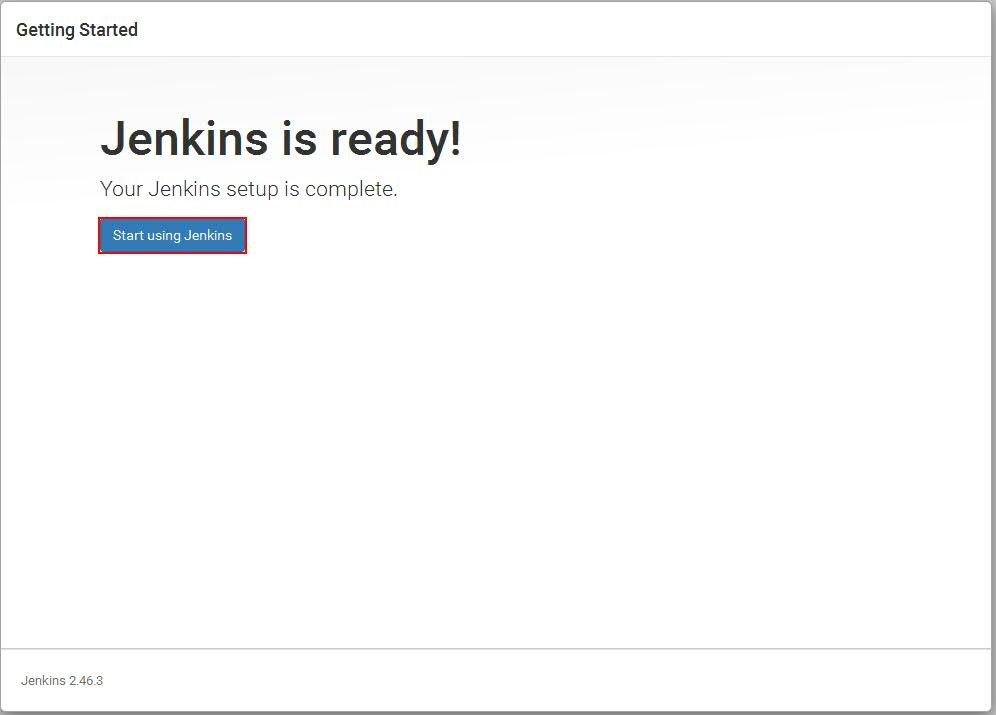 Getting Started
Jenkins is ready!
Your Jenkins setup is complete.
Start using Jenkins
Jenkins 2.46.3